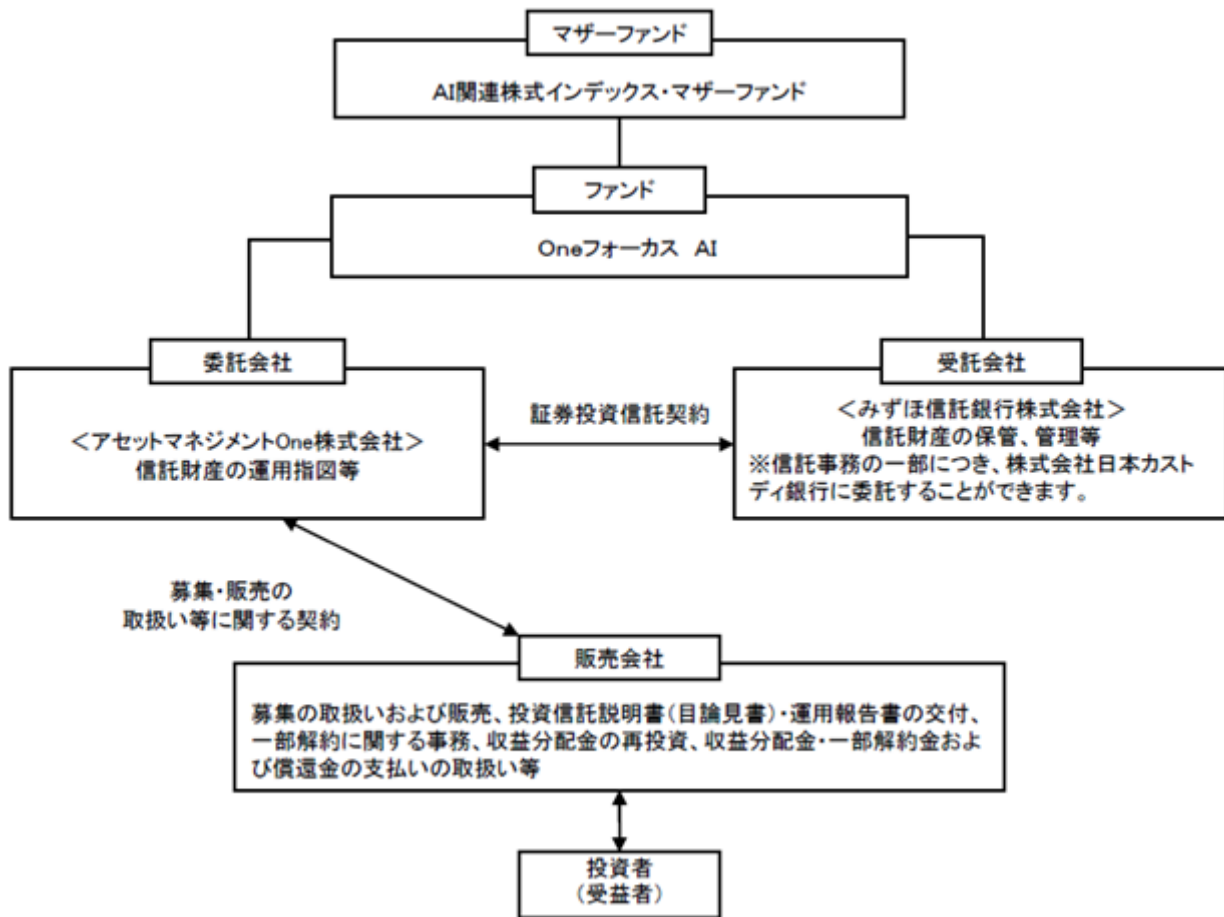 マザーファンド
AI関連株式インデックス・マザーファンド
ファンド
Oneフォーカス　AI
委託会社
＜アセットマネジメントOne株式会社＞
信託財産の運用指図等
証券投資信託契約
受託会社
＜みずほ信託銀行株式会社＞
信託財産の保管、管理等
※信託事務の一部につき、株式会社日本カスト
ディ銀行に委託することができます。
募集・販売の
取扱い等に関する契約
販売会社
募集の取扱いおよび販売、投資信託説明書（目論見書）・運用報告書の交付、
一部解約に関する事務、収益分配金の再投資、収益分配金・一部解約金およ
び償還金の支払いの取扱い等
投資者
（受益者）